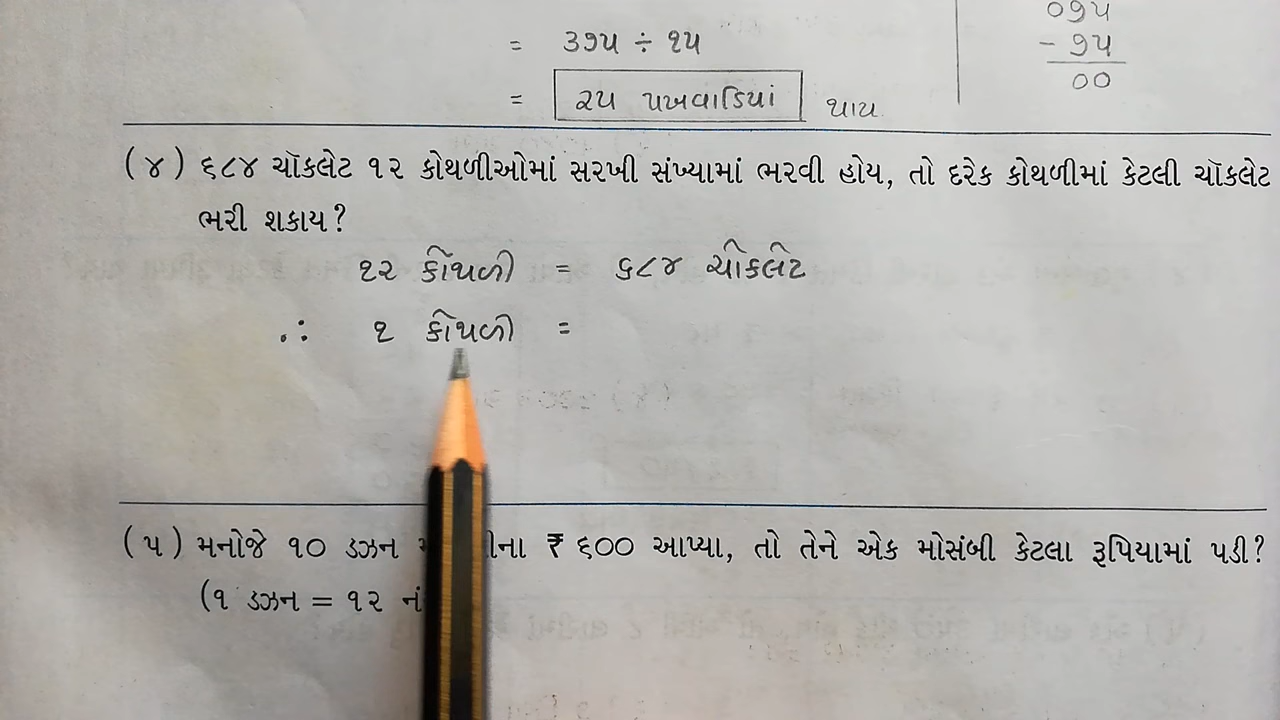 = ૩૭૫ ÷ ૧૫
= ૨૫ પખવાડિયાં થાય
૦૭૫
- ૭૫
૦૦
(૪) ૬૮૪ ચૉકલેટ ૧૨ કોથળીઓમાં સરખી સંખ્યામાં ભરવી હોય, તો દરેક કોથળીમાં કેટલી ચૉકલેટ
ભરી શકાય?
૧૨ કોથળી = ૬૮૪ ચોકલેટ
∴ ૧ કોથળી =
(૫) મનોજે ૧૦ ડઝન ₹ ૬૦૦ આપ્યા, તો તેને એક મોસંબી કેટલા રૂપિયામાં પડી?
(૧ ડઝન = ૧૨